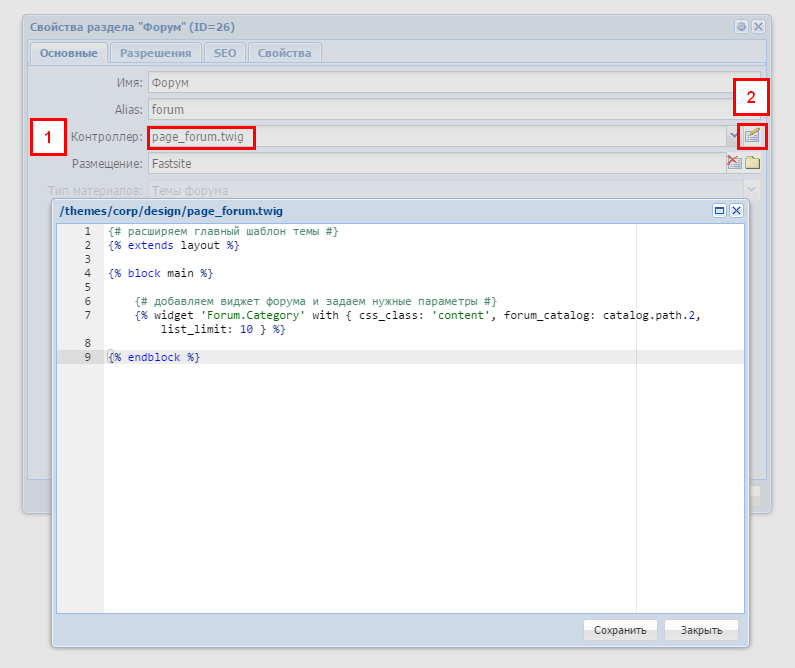 Свойства раздела "Форум" (ID=26)
Основные Разрешения SEO Свойства
Имя: Форум
2
Alias: forum
1
Контроллер: page_forum.twig
Размещение: Fastsite
Тип материалов: Темы форума
/themes/corp/design/page_forum.twig
1 {# расширяем главный шаблон темы #}
2 {% extends layout %}
3
4 {% block main %}
5
6 {# добавляем виджет форума и задаем нужные параметры #}
7 {% widget 'Forum.Category' with { css_class: 'content', forum_catalog: catalog.path.2,
list_limit: 10 } %}
8
9 {% endblock %}
Сохранить Закрыть